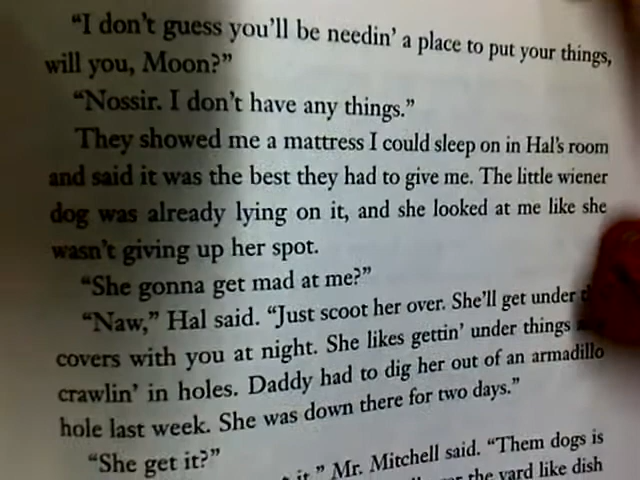 “I don’t guess you’ll be needin’ a place to put your things,
will you, Moon?”
“Nossir. I don’t have any things.”
They showed me a mattress I could sleep on in Hal’s room
and said it was the best they had to give me. The little wiener
dog was already lying on it, and she looked at me like she
wasn’t giving up her spot.
“She gonna get mad at me?”
“Naw,” Hal said. “Just scoot her over. She’ll get under
covers with you at night. She likes gettin’ under things
crawlin’ in holes. Daddy had to dig her out of an armadillo
hole last week. She was down there for two days.”
“She get it?”
it.” Mr. Mitchell said. “Them dogs is
the yard like dish